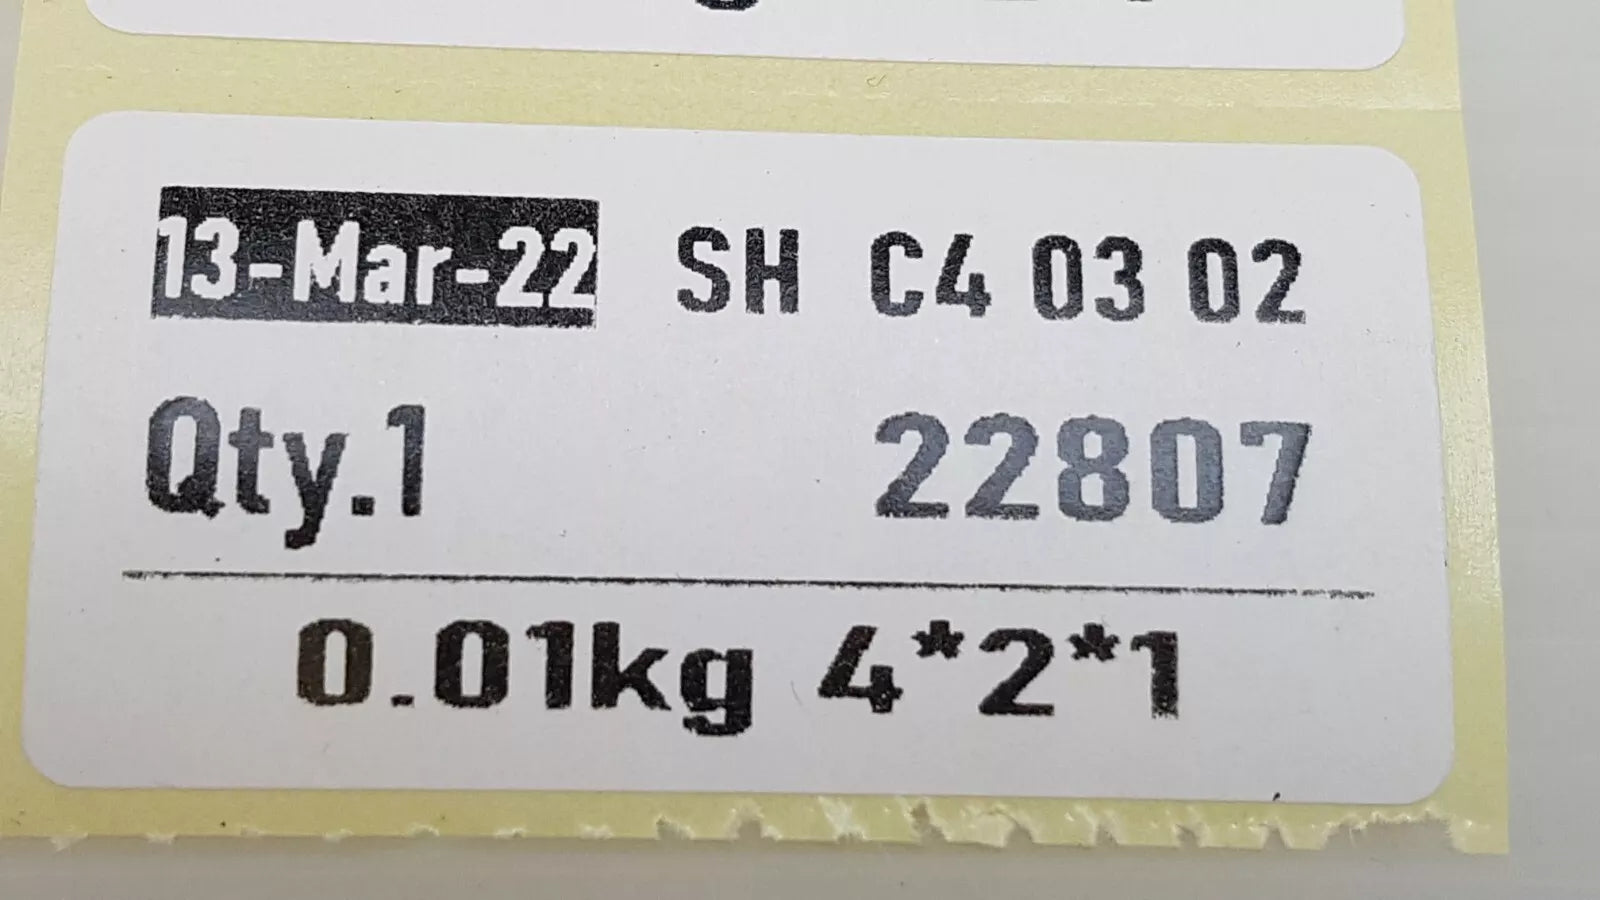 13-Mar-22 SH C4 03 02
Qty.1 22807
0.01kg 4*2*1